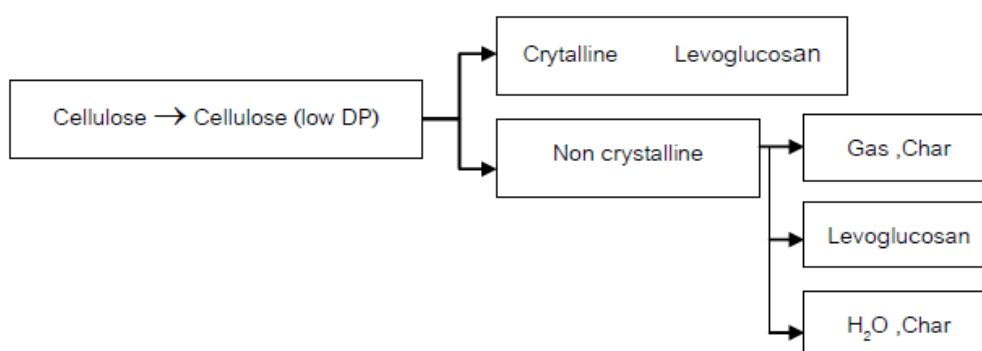 Crytalline Levoglucosan
Cellulose → Cellulose (low DP)
Non crystalline
Gas ,Char
Levoglucosan
H₂O ,Char